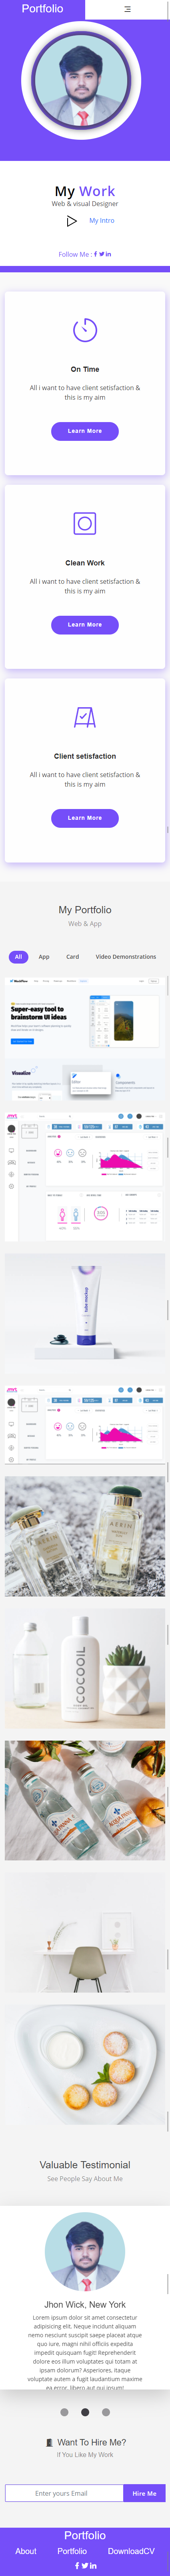 Portfolio
My Work
Web & visual Designer
My Intro
Follow Me :
On Time
All i want to have client setisfaction &
this is my aim
Learn More
Clean Work
All i want to have client setisfaction &
this is my aim
Learn More
Client setisfaction
All i want to have client setisfaction &
this is my aim
Learn More
My Portfolio
Web & App
All App Card Video Demonstrations
Super-easy tool to
brainstorm UI ideas
Visualize
COCOOIL
Valuable Testimonial
See People Say About Me
Jhon Wick, New York
Lorem ipsum dolor sit amet consectetur
adipisicing elit. Neque incidunt aliquam
nemo nesciunt suscipit saepe placeat atque
quo iure, magni nihil officiis expedita
impedit quisquam fugit! Reprehenderit
dolore eos illum voluptates qui totam at
ipsam dolorum? Asperiores, itaque
voluptate autem a fugit laudantium maxime
ea error, libero aut qui ipsum!
Want To Hire Me?
If You Like My Work
Enter yours Email Hire Me
Portfolio
About Portfolio DownloadCV